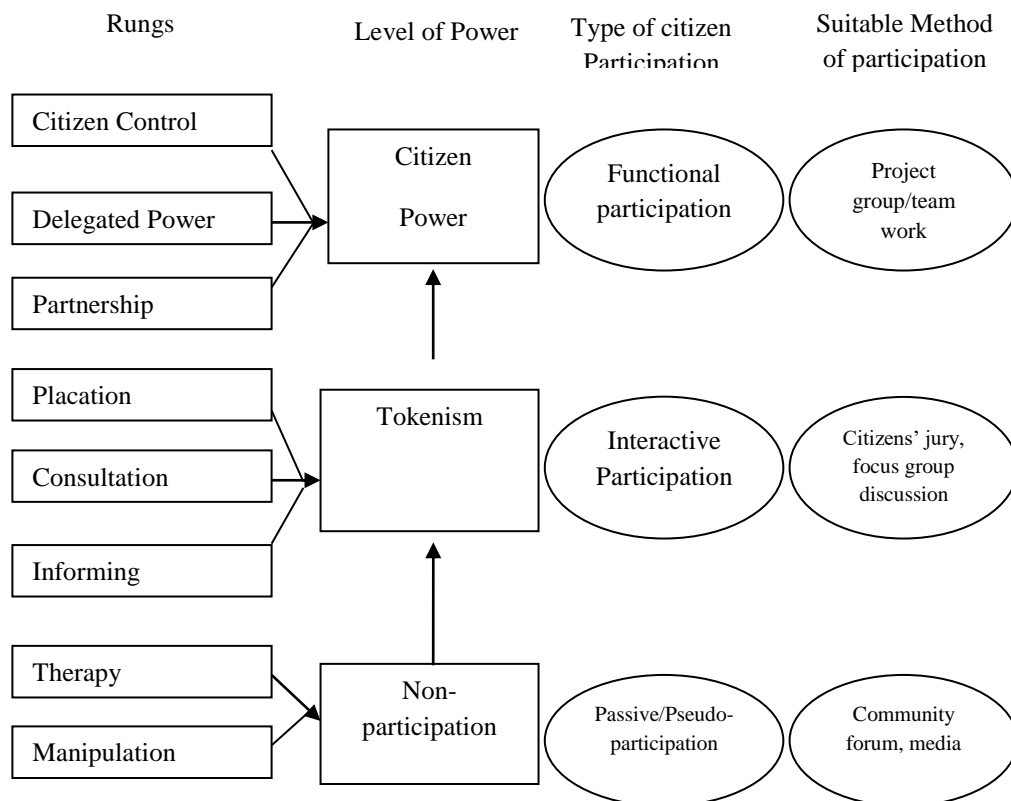 Rungs
Level of Power
Type of citizen
Participation
Suitable Method
of participation
Citizen Control
Delegated Power
Partnership
Citizen
Power
Functional
participation
Project
group/team
work
Placation
Consultation
Informing
Tokenism
Interactive
Participation
Citizens’ jury,
focus group
discussion
Therapy
Manipulation
Non-
participation
Passive/Pseudo-
participation
Community
forum, media